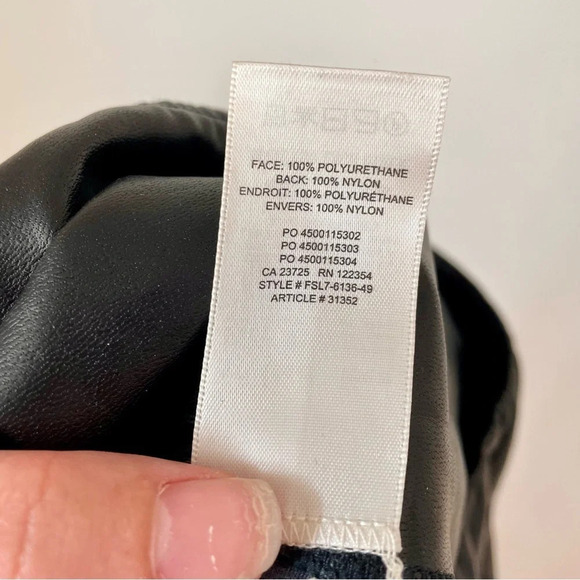 FACE: 100% POLYURETHANE
BACK: 100% NYLON
ENDROIT: 100% POLYURÉTHANE
ENVERS: 100% NYLON
PO 4500115302
PO 4500115303
PO 4500115304
CA 23725 RN 122354
STYLE # FSL7-6136-49
ARTICLE # 31352